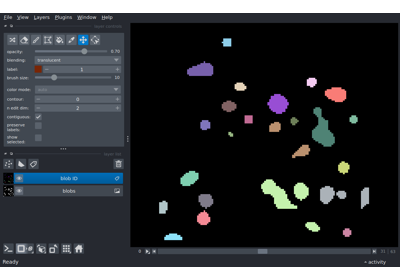 File View Layers Plugins Window Help
opacity: 0.70
blending: translucent
label: 1
brush size: 10
color mode:
contour: 0
n edit dim: 2
contiguous:
preserve labels:
show selected:
blob ID
blobs
Ready
activity